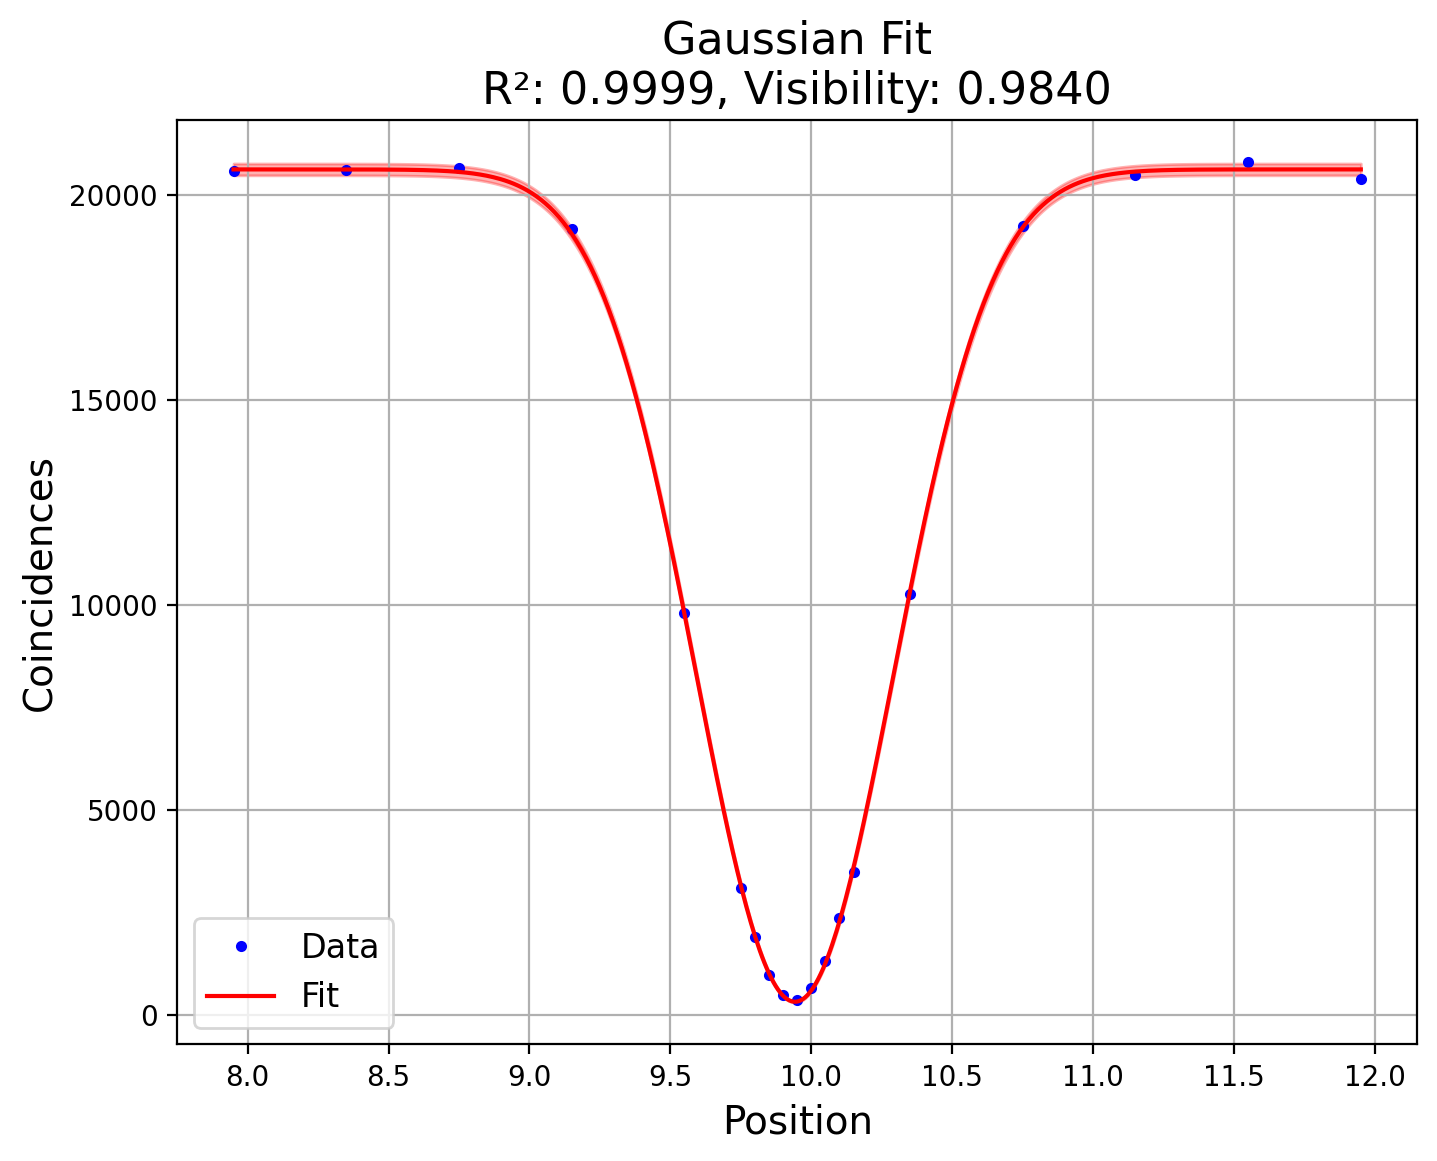 Gaussian Fit
R²: 0.9999, Visibility: 0.9840
Coincidences
20000
15000
10000
5000
0
Data
Fit
8.0 8.5 9.0 9.5 10.0 10.5 11.0 11.5 12.0
Position